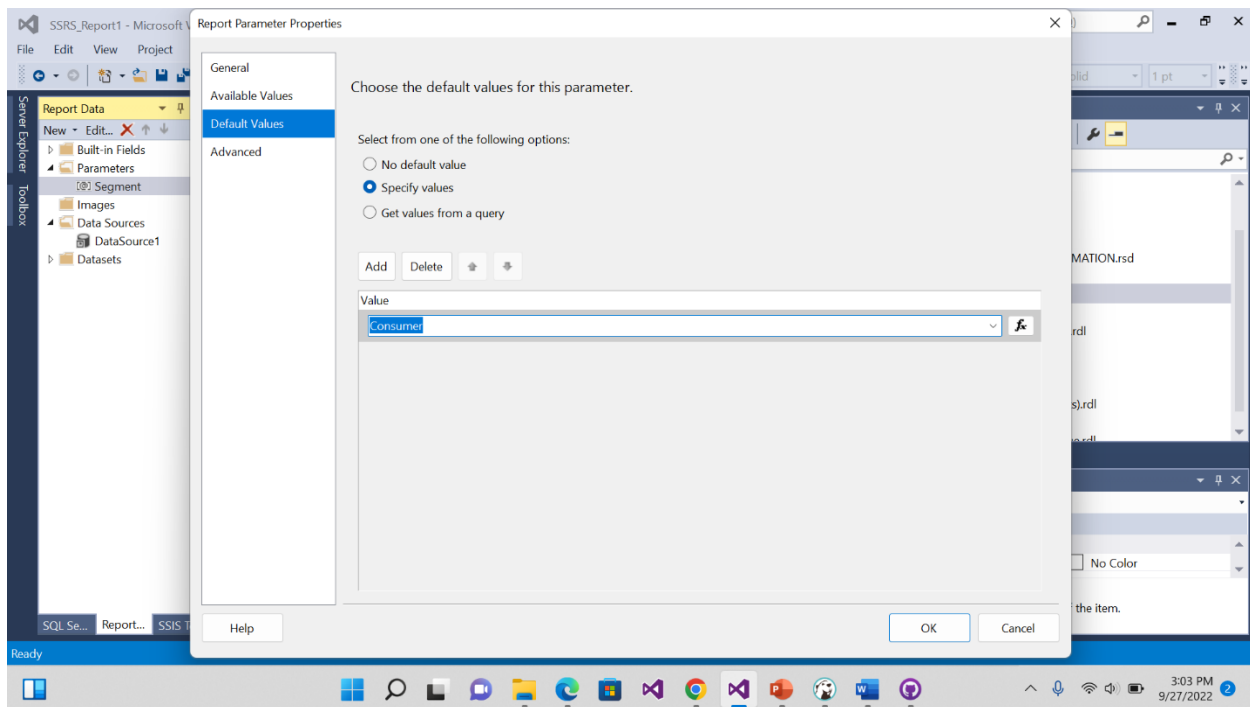 SSRS_Report1 - Microsoft V
File Edit View Project
Report Data
New Edit...
Built-in Fields
Parameters
[@] Segment
Images
Data Sources
DataSource1
Datasets
Server Explorer
Toolbox
SQL Se... Report... SSIS T
Ready
Report Parameter Properties
General
Available Values
Default Values
Advanced
Choose the default values for this parameter.
Select from one of the following options:
No default value
Specify values
Get values from a query
Add Delete
Value
Consumer fx
Help OK Cancel
olid 1 pt
MATION.rsd
.rdl
s).rdl
No Color
the item.
3:03 PM
9/27/2022 2